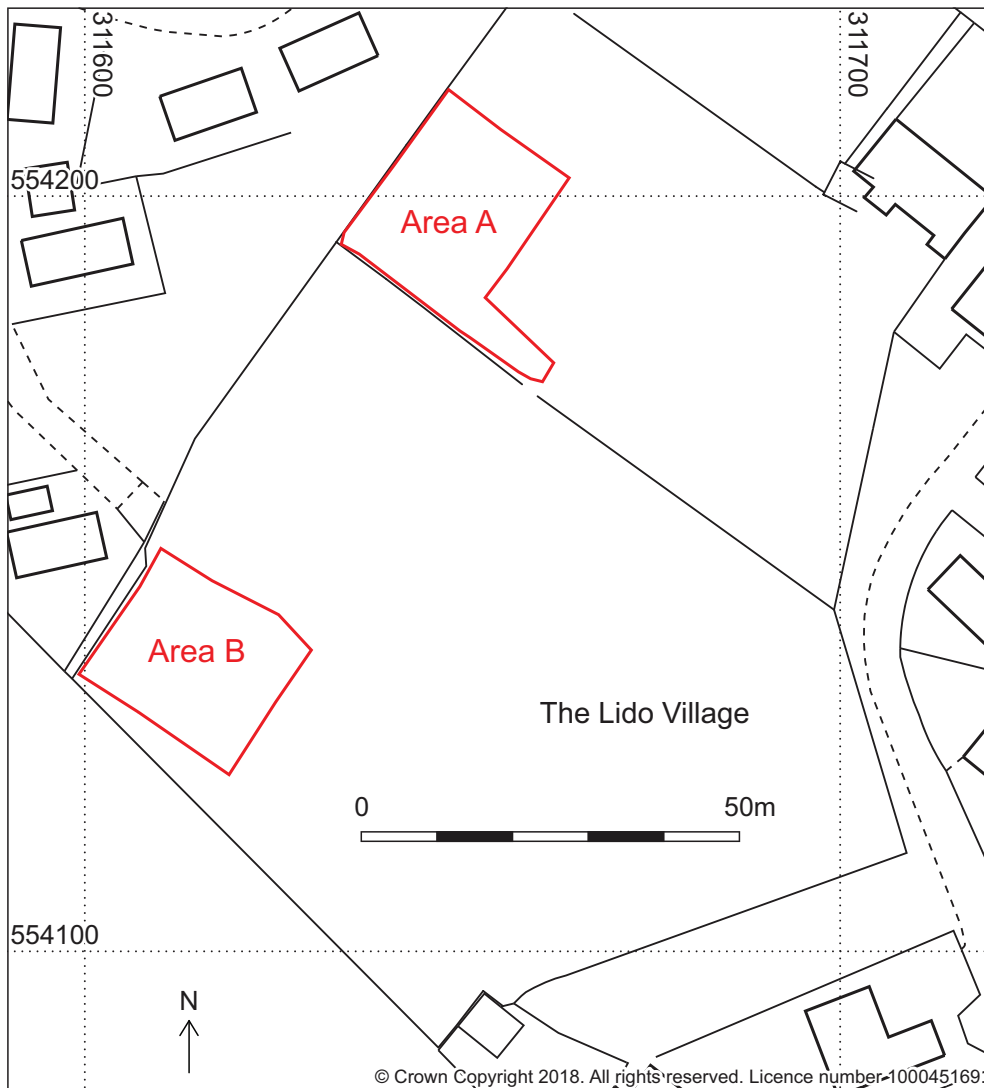 311600
311700
554200
Area A
Area B
The Lido Village
0 50m
554100
N
© Crown Copyright 2018. All rights reserved. Licence number 100045169